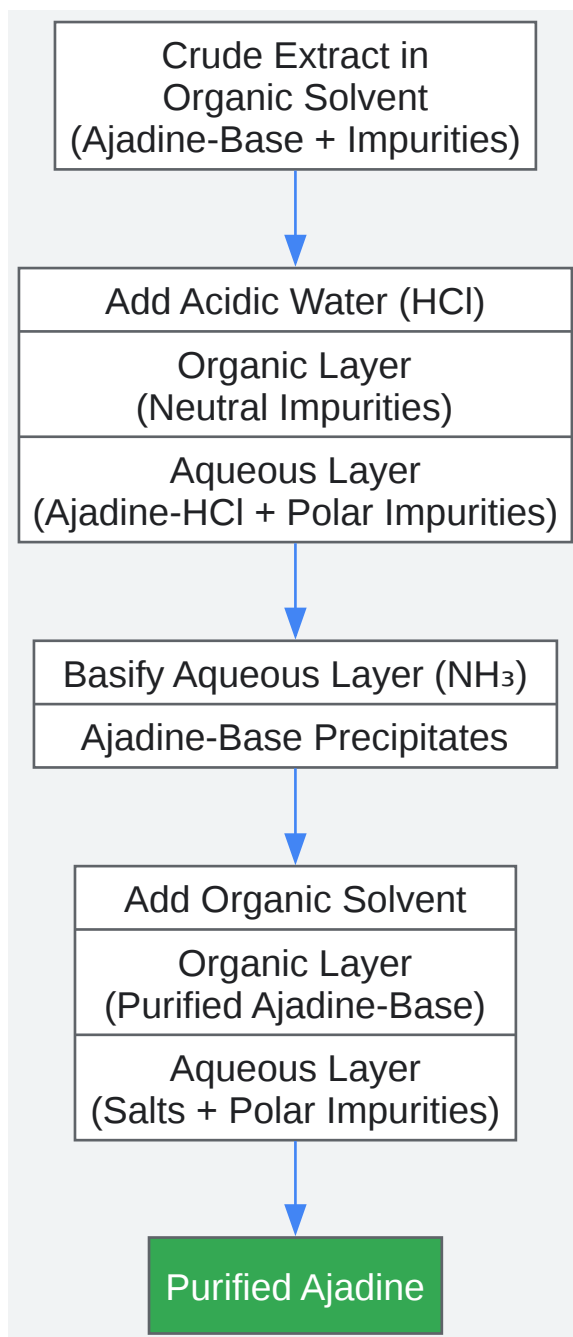 Crude Extract in
Organic Solvent
(Ajadine-Base + Impurities)
Add Acidic Water (HCl)
Organic Layer
(Neutral Impurities)
Aqueous Layer
(Ajadine-HCl + Polar Impurities)
Basify Aqueous Layer (NH₃)
Ajadine-Base Precipitates
Add Organic Solvent
Organic Layer
(Purified Ajadine-Base)
Aqueous Layer
(Salts + Polar Impurities)
Purified Ajadine